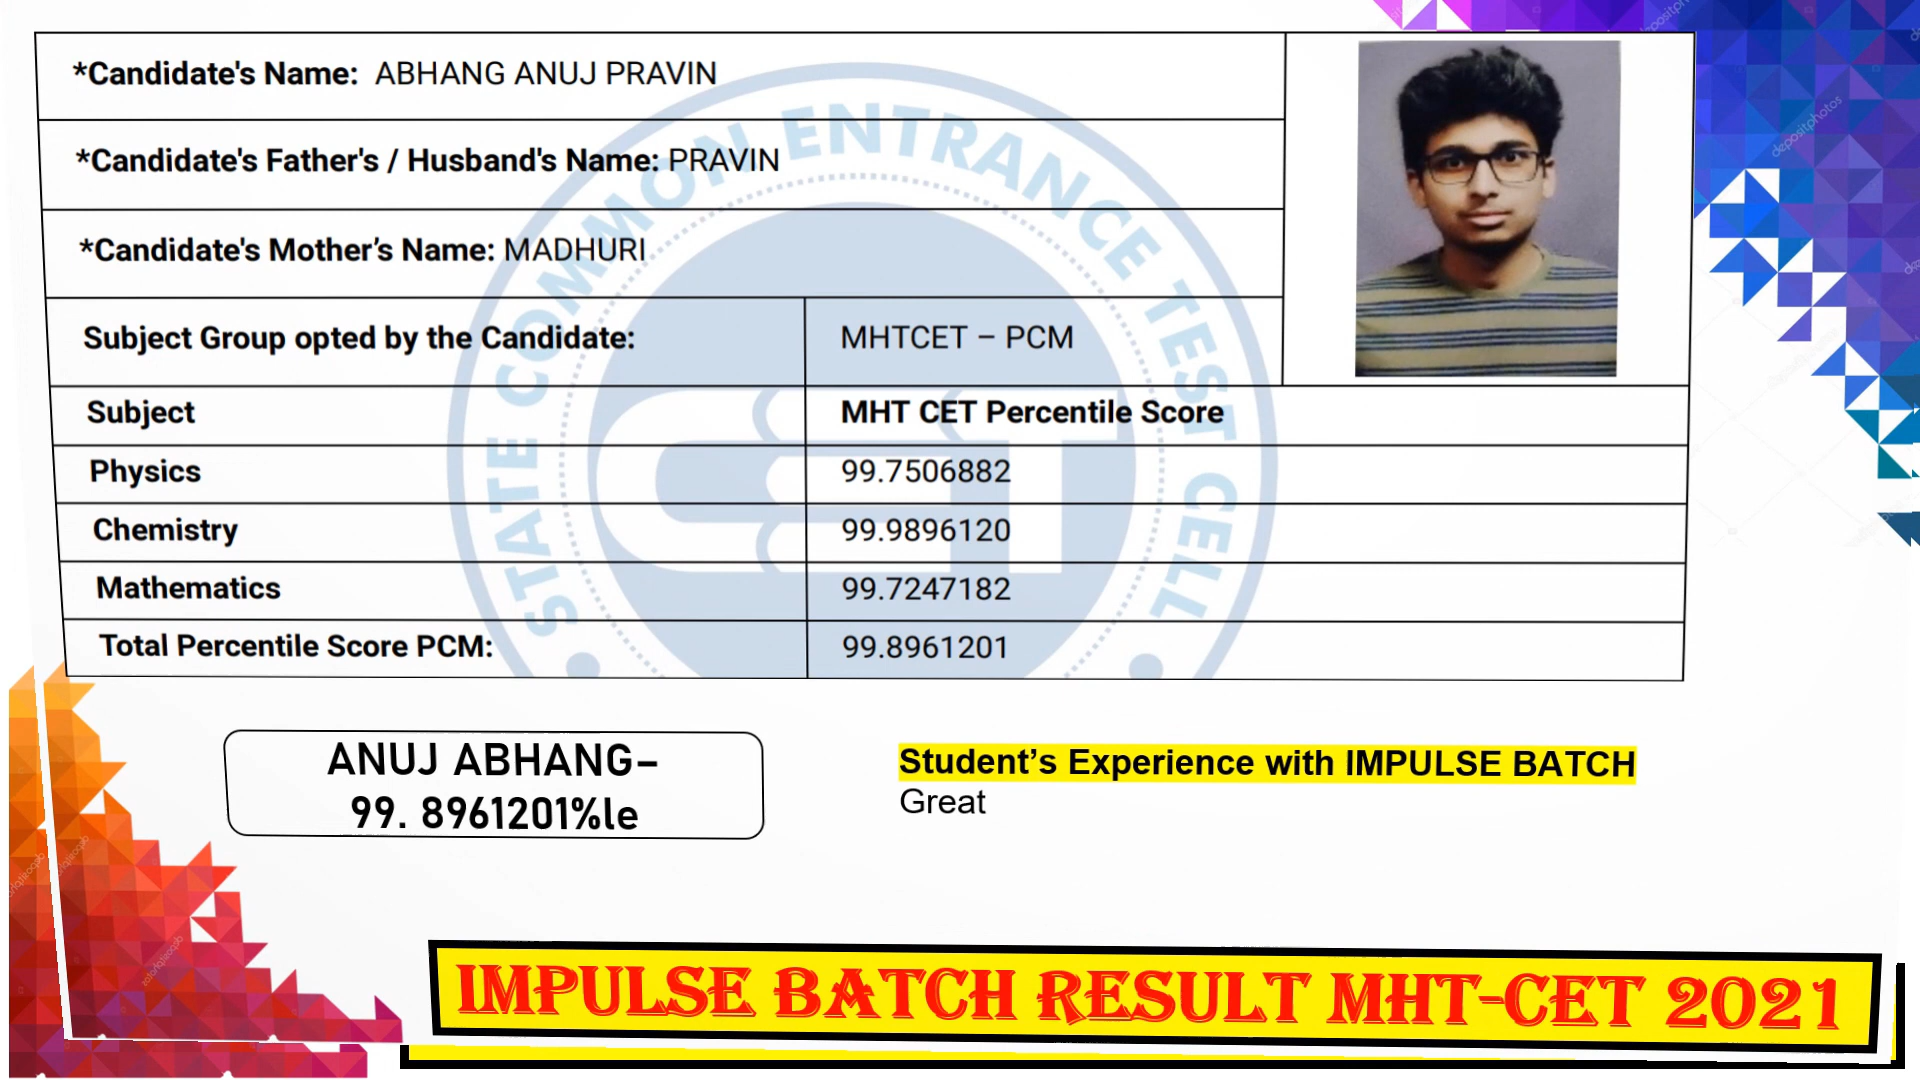 *Candidate's Name: ABHANG ANUJ PRAVIN
*Candidate's Father's / Husband's Name: PRAVIN
*Candidate's Mother’s Name: MADHURI
Subject Group opted by the Candidate: MHTCET – PCM
Subject MHT CET Percentile Score
Physics 99.7506882
Chemistry 99.9896120
Mathematics 99.7247182
Total Percentile Score PCM: 99.8961201
STATE COMMON ENTRANCE TEST CELL
CET
ANUJ ABHANG-
99. 8961201%le
Student’s Experience with IMPULSE BATCH
Great
IMPULSE BATCH RESULT MHT-CET 2021
depositphotos